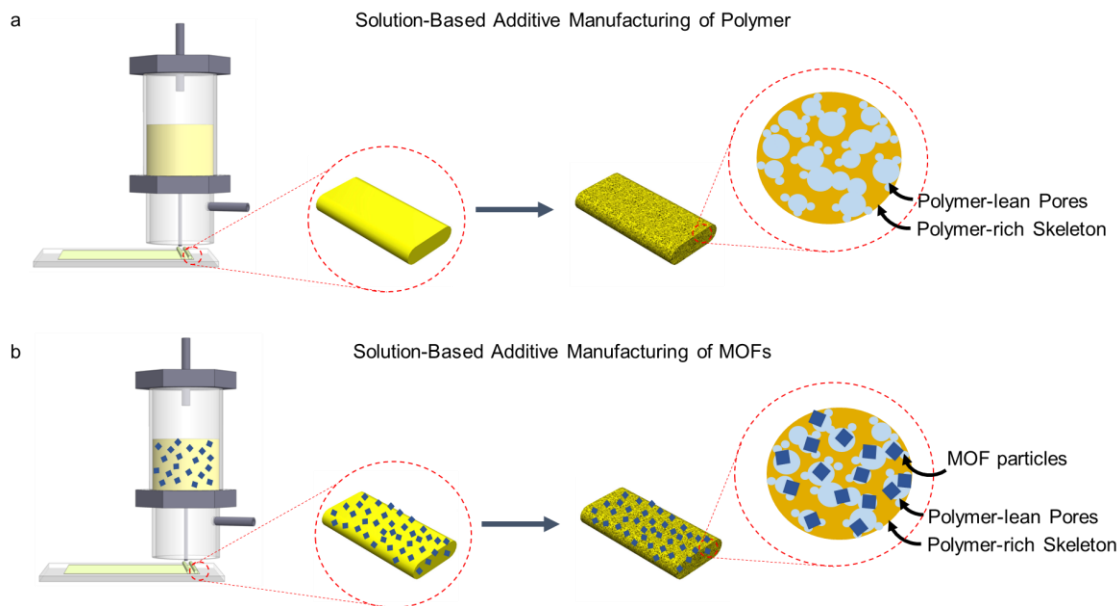 a
Solution-Based Additive Manufacturing of Polymer
Polymer-lean Pores
Polymer-rich Skeleton
b
Solution-Based Additive Manufacturing of MOFs
MOF particles
Polymer-lean Pores
Polymer-rich Skeleton